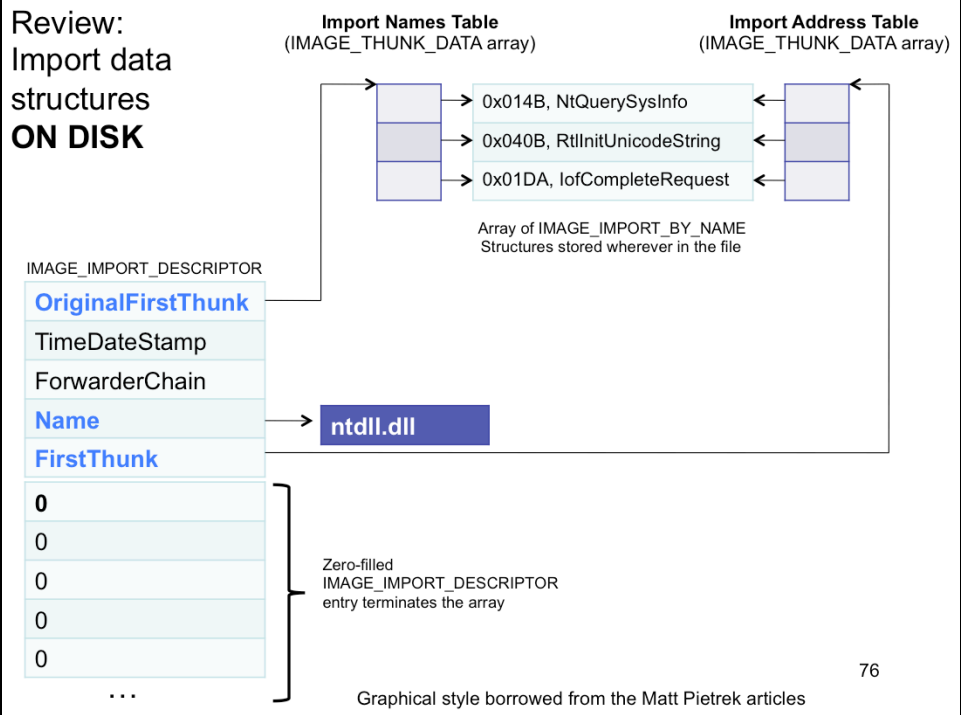 Review:
Import data
structures
ON DISK
Import Names Table
(IMAGE_THUNK_DATA array)
Import Address Table
(IMAGE_THUNK_DATA array)
0x014B, NtQuerySysInfo
0x040B, RtlInitUnicodeString
0x01DA, IofCompleteRequest
Array of IMAGE_IMPORT_BY_NAME
Structures stored wherever in the file
IMAGE_IMPORT_DESCRIPTOR
OriginalFirstThunk
TimeDateStamp
ForwarderChain
Name
ntdll.dll
FirstThunk
0
0
0
0
0
...
Zero-filled
IMAGE_IMPORT_DESCRIPTOR
entry terminates the array
76
Graphical style borrowed from the Matt Pietrek articles